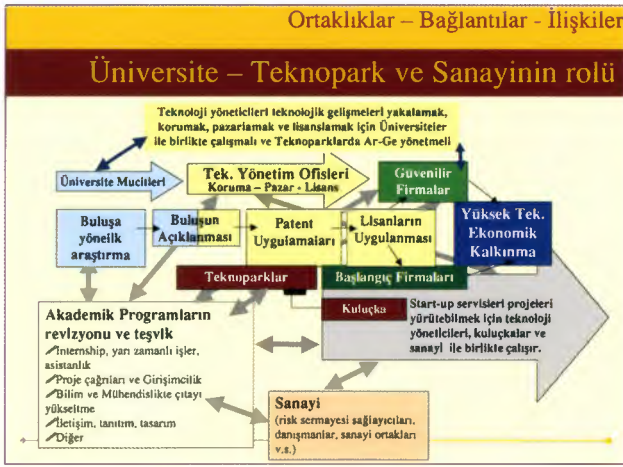 Ortaklıklar – Bağlantılar - İlişkiler
Üniversite – Teknopark ve Sanayinin rolü
Teknoloji yöneticileri teknolojik gelişmeleri yakalamak,
korumak, pazarlamak ve lisanslamak için Üniversiteler
ile birlikte çalışmalı ve Teknoparklarda Ar-Ge yönetmeli
Üniversite Mucitleri
Tek. Yönetim Ofisleri
Koruma – Pazar - Lisans
Güvenilir
Firmalar
Buluşa
yönelik
araştırma
Buluşun
Açıklanması
Patent
Uygulamaları
Lisanların
Uygulanması
Yüksek Tek.
Ekonomik
Kalkınma
Teknoparklar
Başlangıç Firmaları
Kuluçka
Start-up servisleri projeleri
yürütebilmek için teknoloji
yöneticileri, kuluçkalar ve
sanayi ile birlikte çalışır.
Akademik Programların
revizyonu ve teşvik
Internship, yarı zamanlı işler,
asistanlık
Proje çağrıları ve Girişimcilik
Bilim ve Mühendislikte çıtayı
yükseltme
İletişim, tanıtım, tasarım
Diğer
Sanayi
(risk sermayesi sağlayıcıları,
danışmanlar, sanayi ortakları
v.s.)